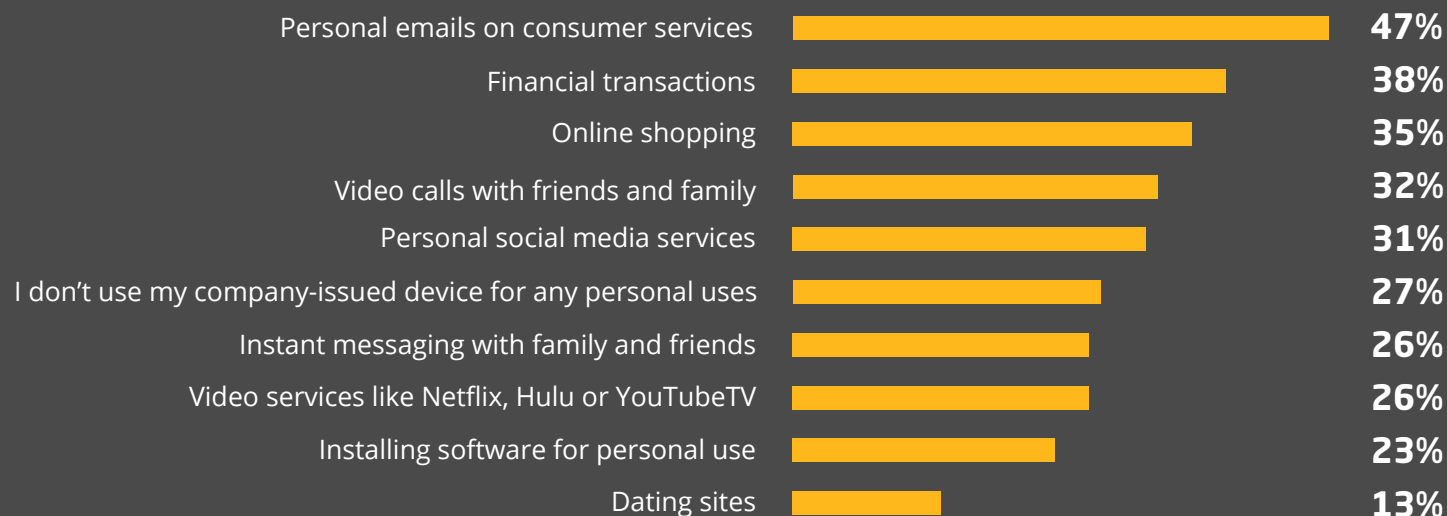 Personal emails on consumer services 47%
Financial transactions 38%
Online shopping 35%
Video calls with friends and family 32%
Personal social media services 31%
I don’t use my company-issued device for any personal uses 27%
Instant messaging with family and friends 26%
Video services like Netflix, Hulu or YouTubeTV 26%
Installing software for personal use 23%
Dating sites 13%